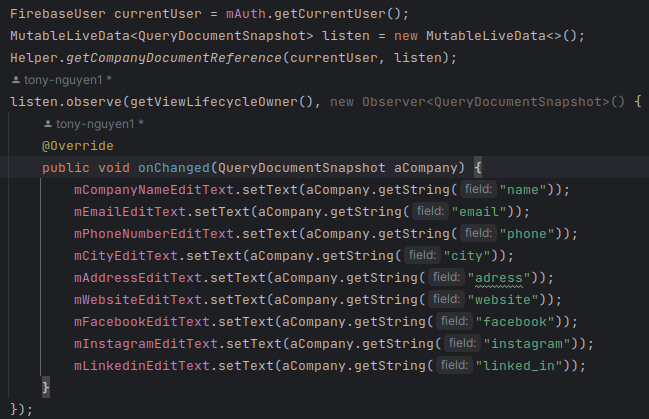 FirebaseUser currentUser = mAuth.getCurrentUser();
MutableLiveData<QueryDocumentSnapshot> listen = new MutableLiveData<>();
Helper.getCompanyDocumentReference(currentUser, listen);
tony-nguyen1 *
listen.observe(getViewLifecycleOwner(), new Observer<QueryDocumentSnapshot>() {
tony-nguyen1 *
@Override
public void onChanged(QueryDocumentSnapshot aCompany) {
mCompanyNameEditText.setText(aCompany.getString( field: "name"));
mEmailEditText.setText(aCompany.getString( field: "email"));
mPhoneNumberEditText.setText(aCompany.getString( field: "phone"));
mCityEditText.setText(aCompany.getString( field: "city"));
mAddressEditText.setText(aCompany.getString( field: "adress"));
mWebsiteEditText.setText(aCompany.getString( field: "website"));
mFacebookEditText.setText(aCompany.getString( field: "facebook"));
mInstagramEditText.setText(aCompany.getString( field: "instagram"));
mLinkedinEditText.setText(aCompany.getString( field: "linked_in"));
}
});